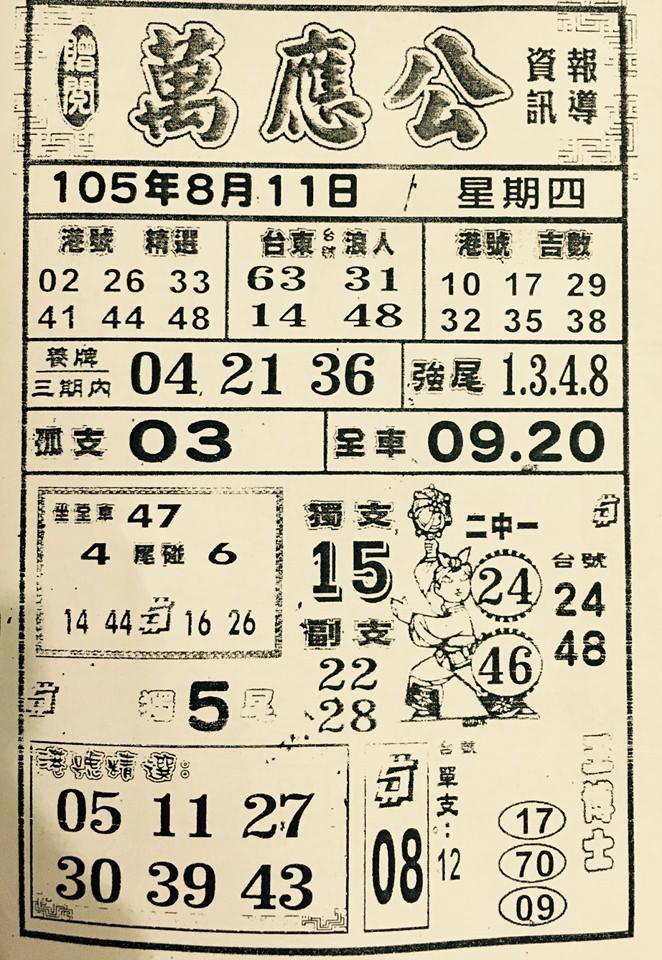 贈閱
萬應公
資訊
報導
105年8月11日 / 星期四
港號 精選
02 26 33
41 44 48
台東 台號 浪人
63 31
14 48
港號 吉數
10 17 29
32 35 38
養牌
三期內
04 21 36
強尾 1.3.4.8
孤支 03
全車 09.20
坐全車 47
4 尾碰 6
14 44 16 26
獨支
15
副支
22
28
二中一
24
46
台號
24
48
獨 5 尾
港號精選:
05 11 27
30 39 43
08
台號
單支:
12
17
70
09